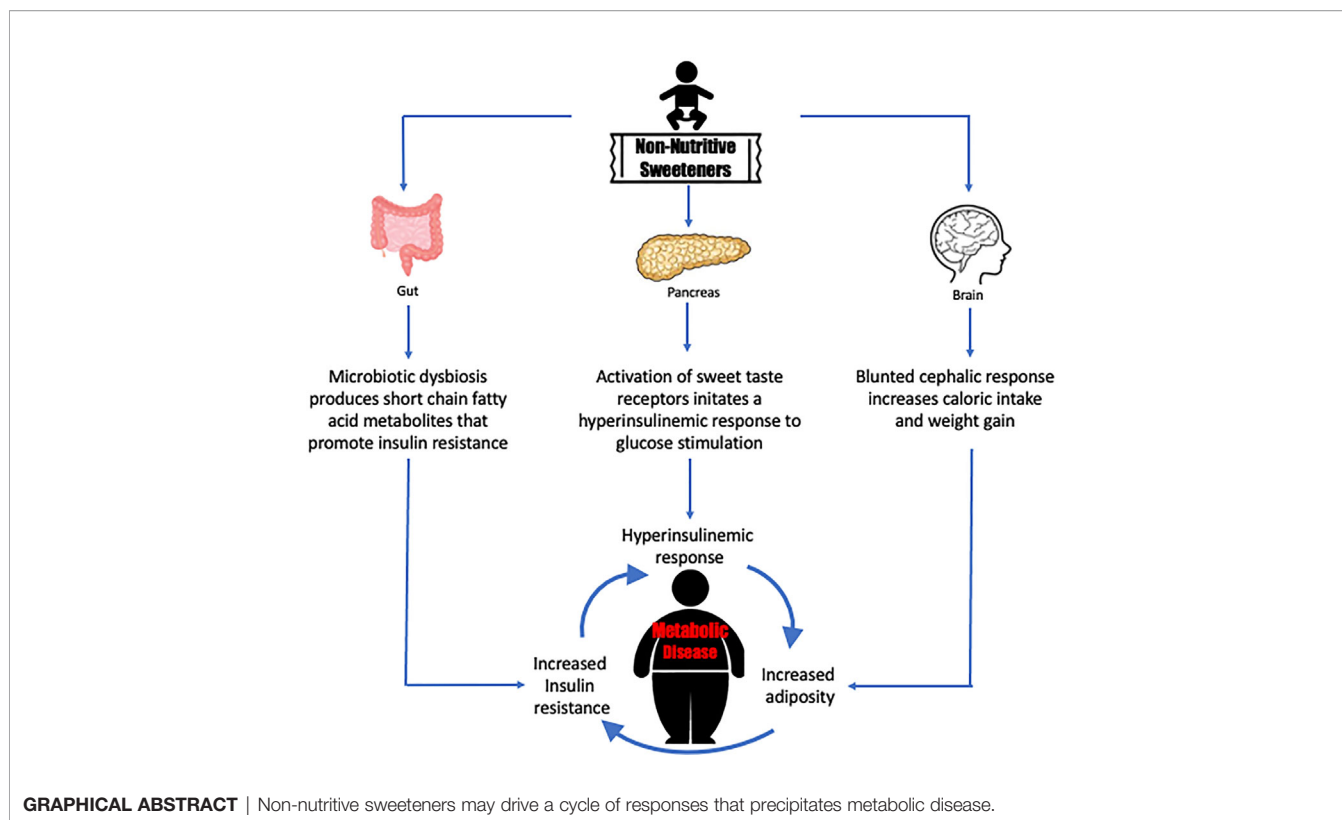 Non-Nutritive
Sweeteners
Gut
Pancreas
Brain
Microbiotic dysbiosis
produces short chain fatty
acid metabolites that
promote insulin resistance
Activation of sweet taste
receptors initates a
hyperinsulinemic response to
glucose stimulation
Blunted cephalic response
increases caloric intake
and weight gain
Hyperinsulinemic
response
Metabolic
Disease
Increased
Insulin
resistance
Increased
adiposity
GRAPHICAL ABSTRACT | Non-nutritive sweeteners may drive a cycle of responses that precipitates metabolic disease.